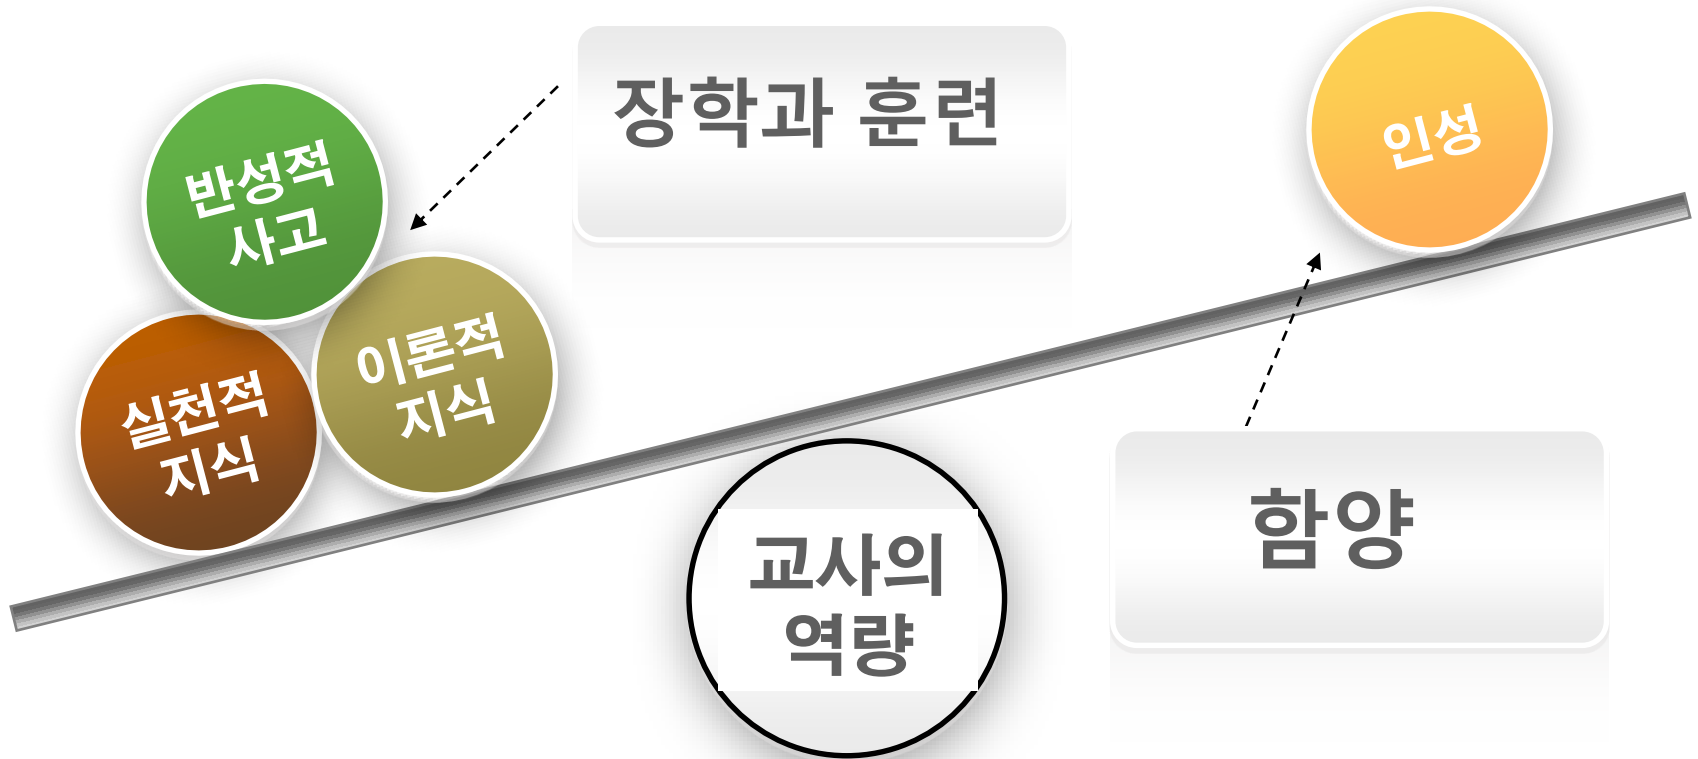 장학과 훈련
인성
반성적
사고
이론적
지식
실천적
지식
함양
교사의
역량